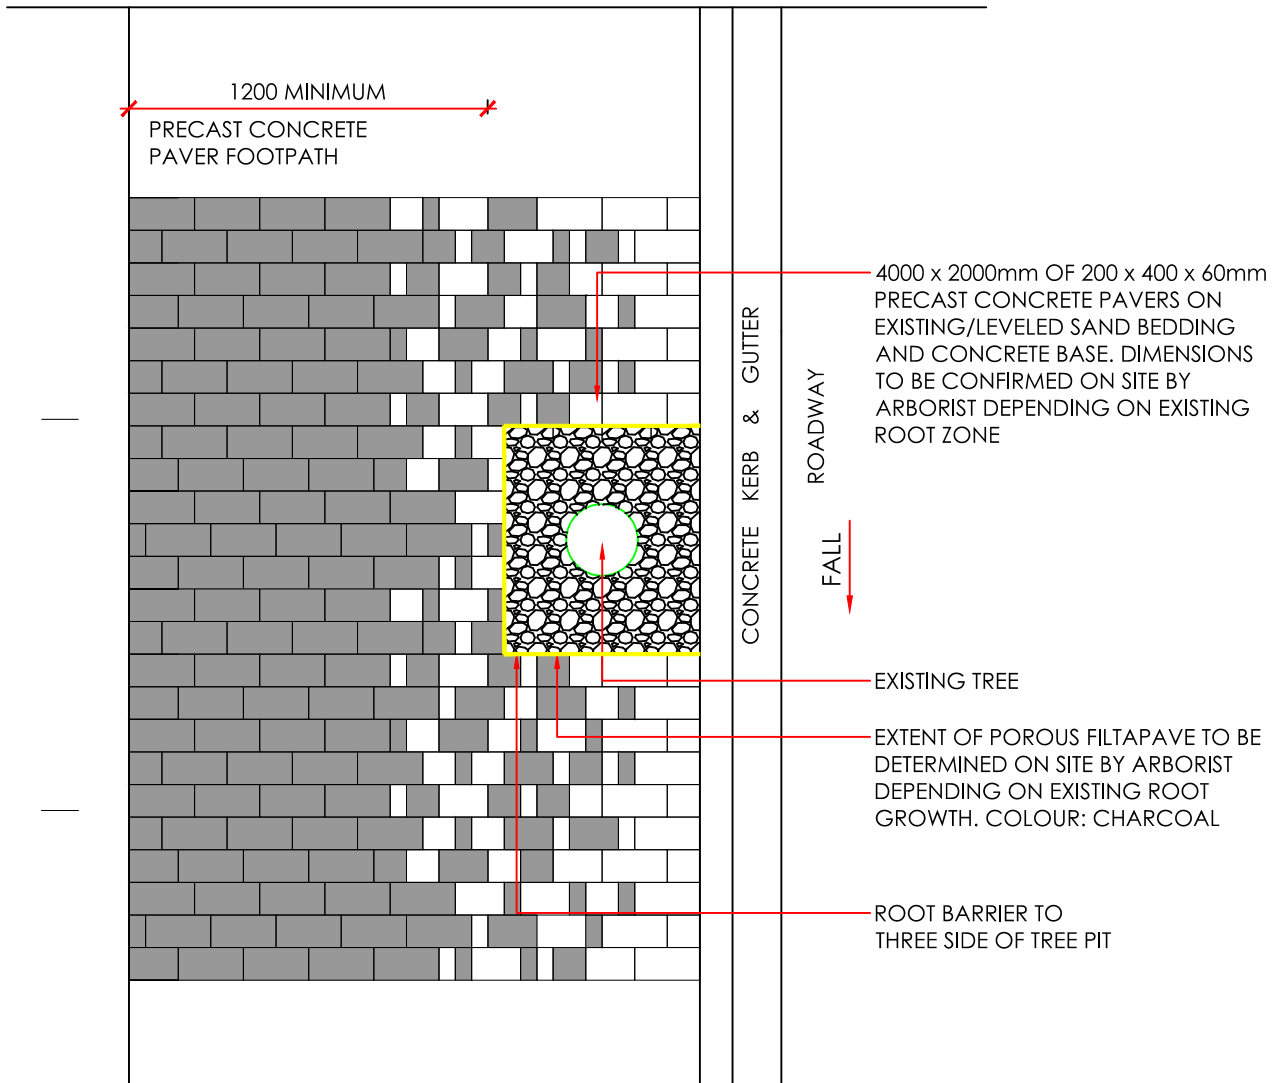 1200 MINIMUM
PRECAST CONCRETE
PAVER FOOTPATH
4000 x 2000mm OF 200 x 400 x 60mm
PRECAST CONCRETE PAVERS ON
EXISTING/LEVELED SAND BEDDING
AND CONCRETE BASE. DIMENSIONS
TO BE CONFIRMED ON SITE BY
ARBORIST DEPENDING ON EXISTING
ROOT ZONE
CONCRETE KERB & GUTTER
ROADWAY
FALL
EXISTING TREE
EXTENT OF POROUS FILTAPAVE TO BE
DETERMINED ON SITE BY ARBORIST
DEPENDING ON EXISTING ROOT
GROWTH. COLOUR: CHARCOAL
ROOT BARRIER TO
THREE SIDE OF TREE PIT